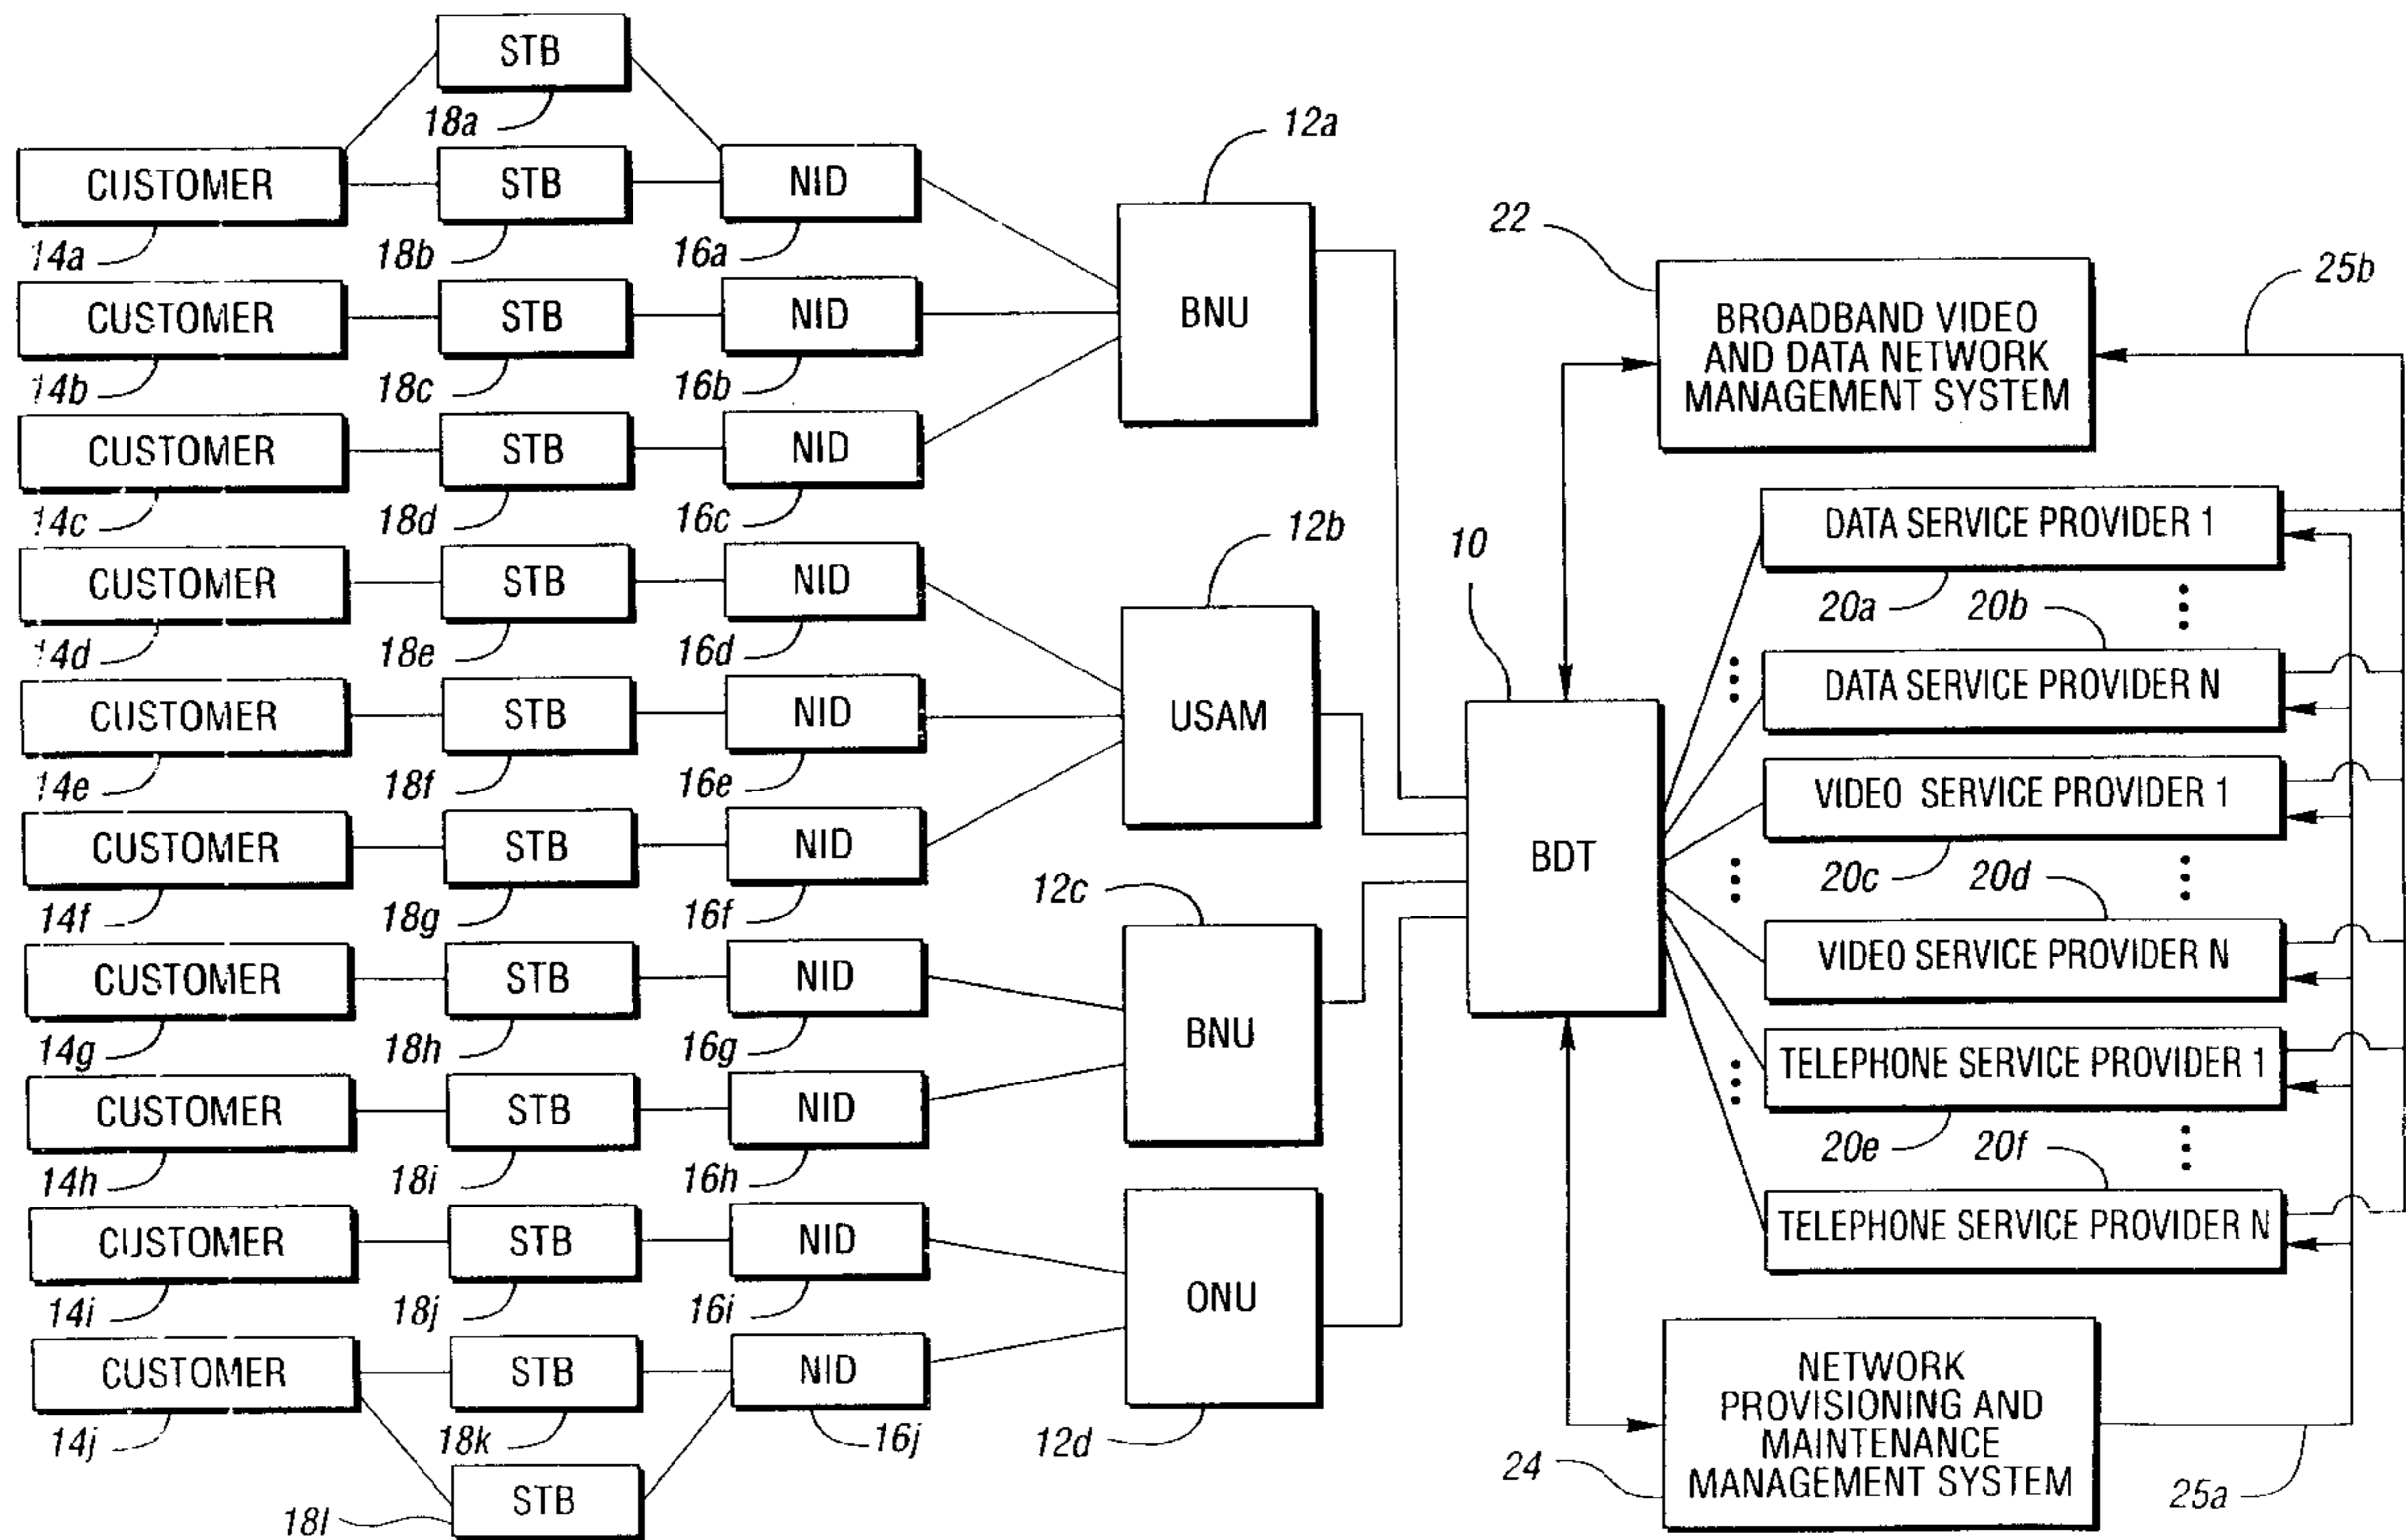 STB
18a
12a
CUSTOMER STB NID
14a 18b 16a
22
25b
CUSTOMER STB NID
BNU
BROADBAND VIDEO
AND DATA NETWORK
MANAGEMENT SYSTEM
14b 18c 16b
CUSTOMER STB NID
14c 18d 16c
12b
10
DATA SERVICE PROVIDER 1
CUSTOMER STB NID
20a 20b
14d 18e 16d
DATA SERVICE PROVIDER N
CUSTOMER STB NID
USAM
14e 18f 16e
VIDEO SERVICE PROVIDER 1
CUSTOMER STB NID
BDT
20c 20d
14f 18g 16f
12c
VIDEO SERVICE PROVIDER N
CUSTOMER STB NID
14g 18h 16g
BNU
TELEPHONE SERVICE PROVIDER 1
CUSTOMER STB NID
20e 20f
14h 18i 16h
TELEPHONE SERVICE PROVIDER N
CUSTOMER STB NID
14i 18j 16i
ONU
CUSTOMER STB NID
14j 18k 16j
12d
NETWORK
PROVISIONING AND
MAINTENANCE
MANAGEMENT SYSTEM
24
25a
STB
18l